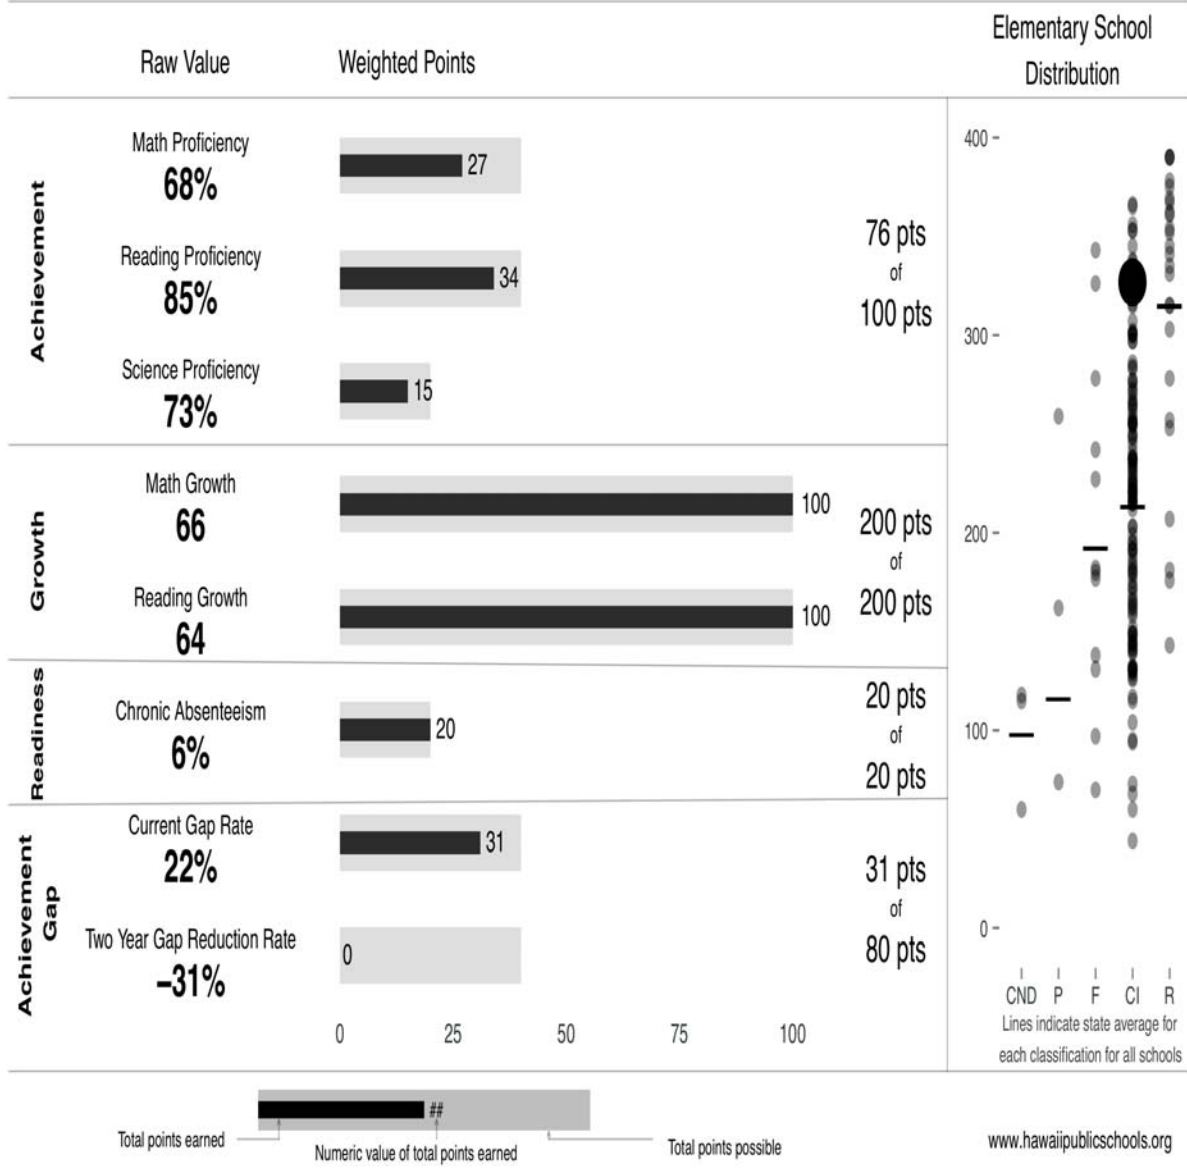 Raw Value
Weighted Points
Elementary School
Distribution
Achievement
Math Proficiency
68%
27
Reading Proficiency
85%
34
Science Proficiency
73%
15
76 pts
of
100 pts
Growth
Math Growth
66
100
Reading Growth
64
100
200 pts
of
200 pts
Readiness
Chronic Absenteeism
6%
20
20 pts
of
20 pts
Achievement
Gap
Current Gap Rate
22%
31
Two Year Gap Reduction Rate
−31%
0
31 pts
of
80 pts
0 25 50 75 100
400
300
200
100
0
CND P F CI R
Lines indicate state average for
each classification for all schools
##
Total points earned
Numeric value of total points earned
Total points possible
www.hawaiipublicschools.org